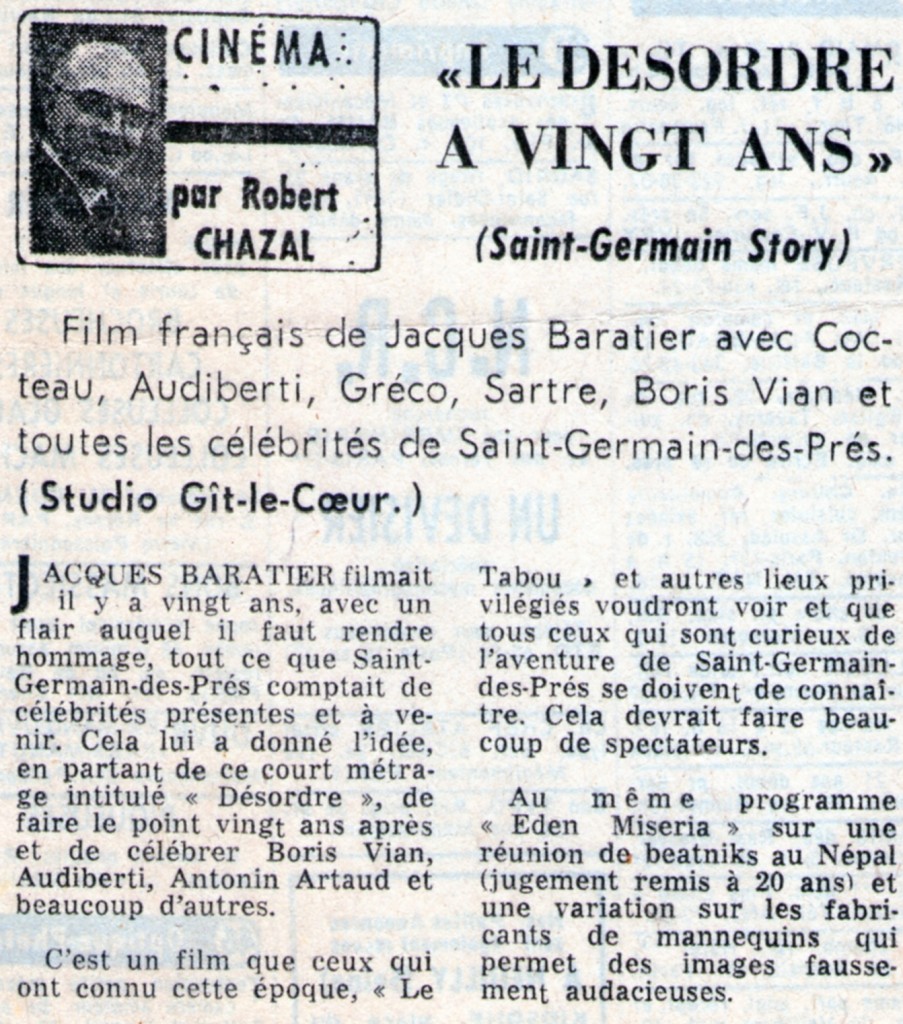 CINÉMA
par Robert
CHAZAL
«LE DESORDRE
A VINGT ANS»
(Saint-Germain Story)
Film français de Jacques Baratier avec Coc-
teau, Audiberti, Gréco, Sartre, Boris Vian et
toutes les célébrités de Saint-Germain-des-Prés.
(Studio Gît-le-Cœur.)
JACQUES BARATIER filmait
il y a vingt ans, avec un
flair auquel il faut rendre
hommage, tout ce que Saint-
Germain-des-Prés comptait de
célébrités présentes et à ve-
nir. Cela lui a donné l'idée,
en partant de ce court métra-
ge intitulé « Désordre », de
faire le point vingt ans après
et de célébrer Boris Vian,
Audiberti, Antonin Artaud et
beaucoup d'autres.
C'est un film que ceux qui
ont connu cette époque, « Le
Tabou » et autres lieux pri-
vilégiés voudront voir et que
tous ceux qui sont curieux de
l'aventure de Saint-Germain-
des-Prés se doivent de connaî-
tre. Cela devrait faire beau-
coup de spectateurs.
Au même programme
« Eden Miseria » sur une
réunion de beatniks au Népal
(jugement remis à 20 ans) et
une variation sur les fabri-
cants de mannequins qui
permet des images fausse-
ment audacieuses.